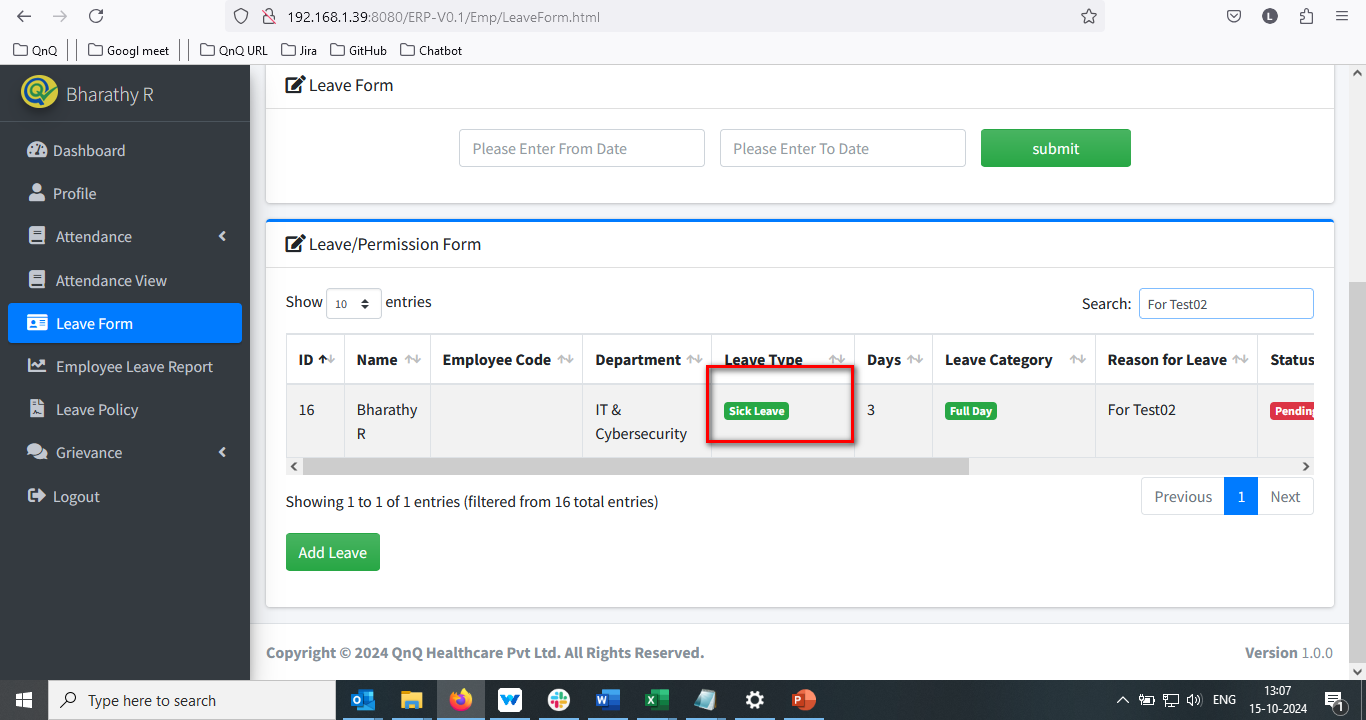 192.168.1.39:8080/ERP-V0.1/Emp/LeaveForm.html
L
QnQ
Googl meet
QnQ URL
Jira
GitHub
Chatbot
Bharathy R
Dashboard
Profile
Attendance
Attendance View
Leave Form
Employee Leave Report
Leave Policy
Grievance
Logout
Leave Form
Please Enter From Date
Please Enter To Date
submit
Leave/Permission Form
Show 10 entries
Search: For Test02
ID Name Employee Code Department Leave Type Days Leave Category Reason for Leave Status
16 Bharathy R IT & Cybersecurity Sick Leave 3 Full Day For Test02 Pending
Showing 1 to 1 of 1 entries (filtered from 16 total entries)
Previous 1 Next
Add Leave
Copyright © 2024 QnQ Healthcare Pvt Ltd. All Rights Reserved.
Version 1.0.0
Type here to search
ENG
13:07
15-10-2024
1